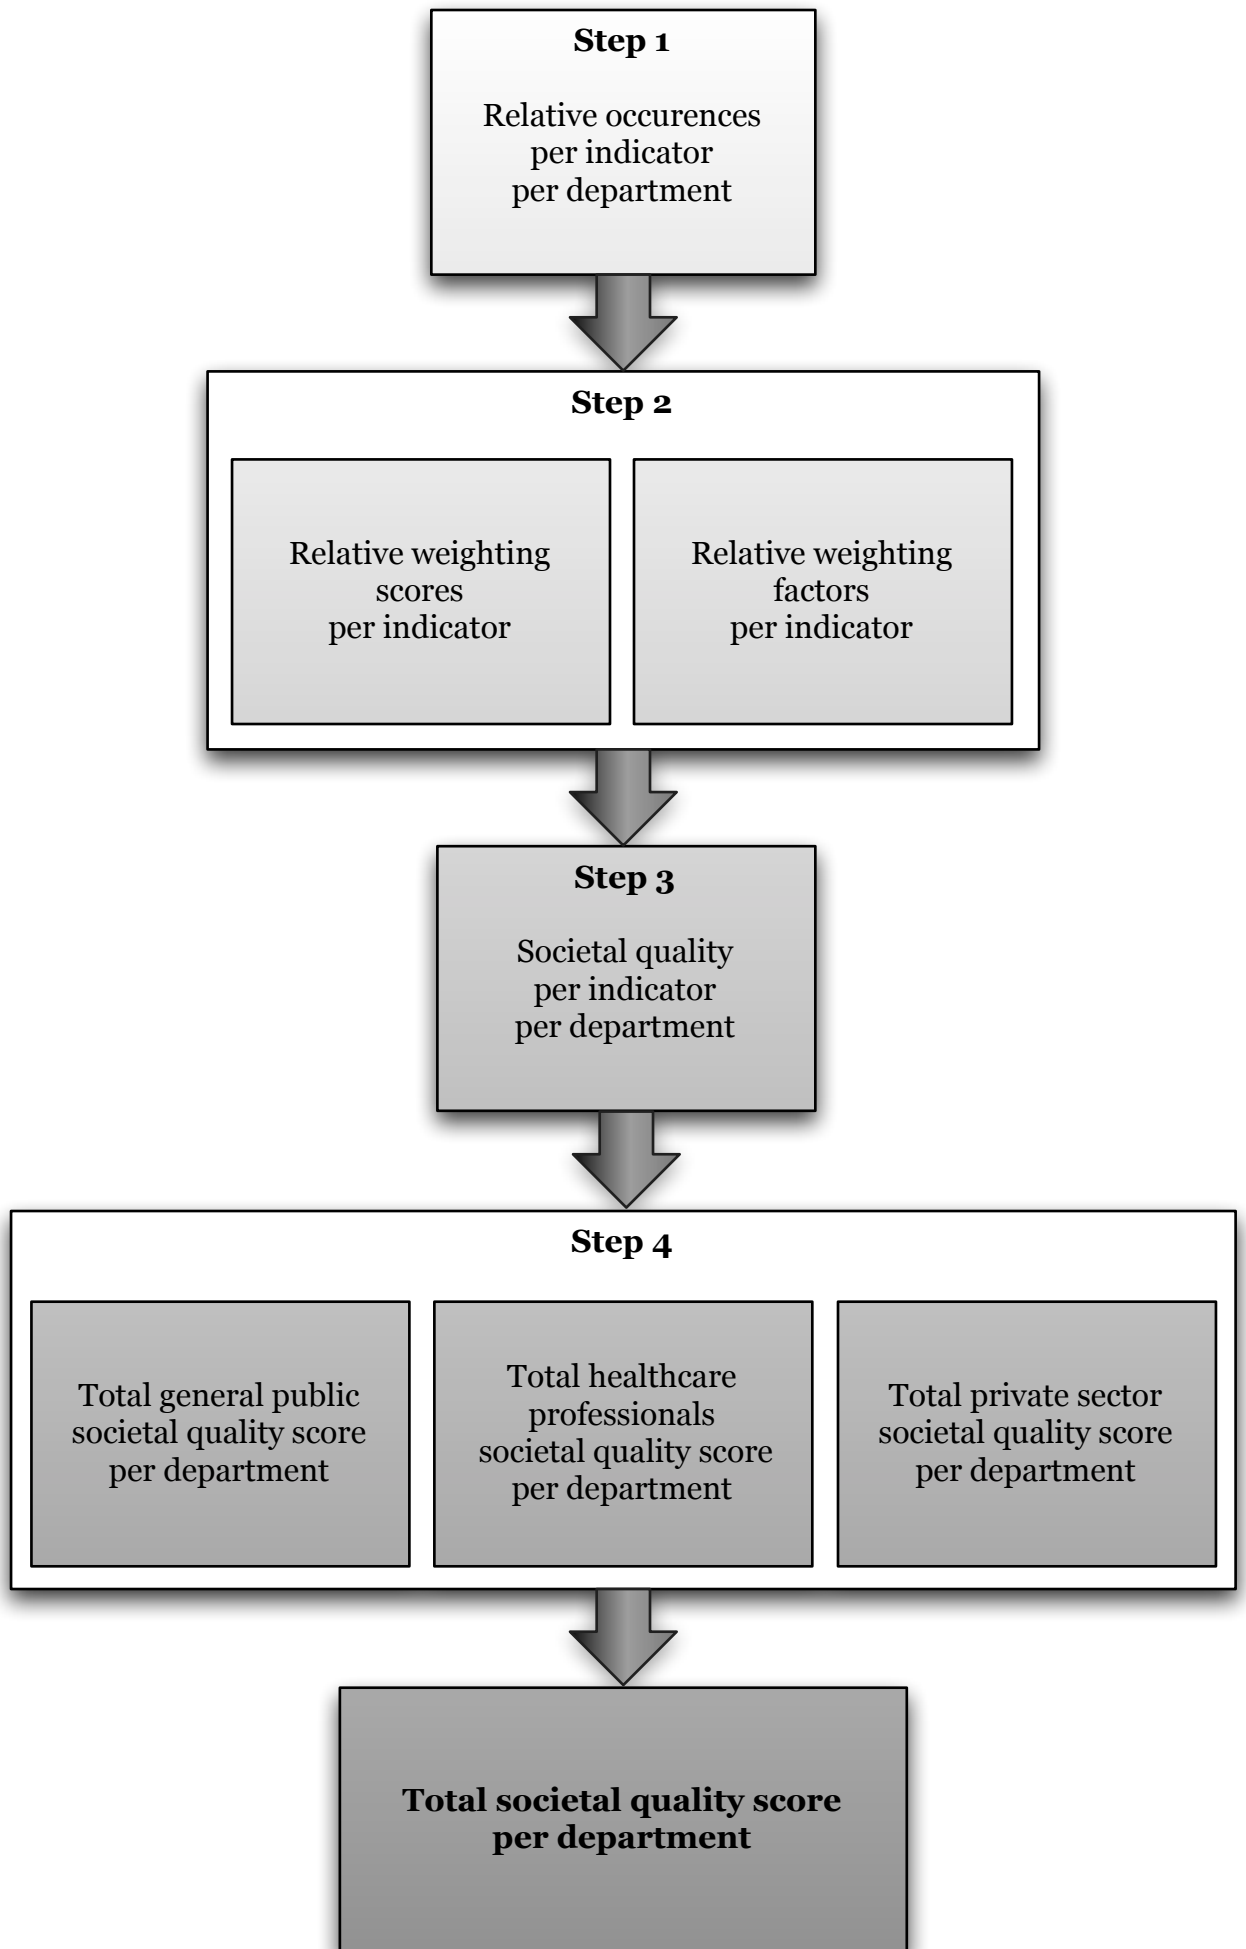 Step 1
Relative occurences
per indicator
per department
Step 2
Relative weighting
scores
per indicator
Relative weighting
factors
per indicator
Step 3
Societal quality
per indicator
per department
Step 4
Total general public
societal quality score
per department
Total healthcare
professionals
societal quality score
per department
Total private sector
societal quality score
per department
Total societal quality score
per department